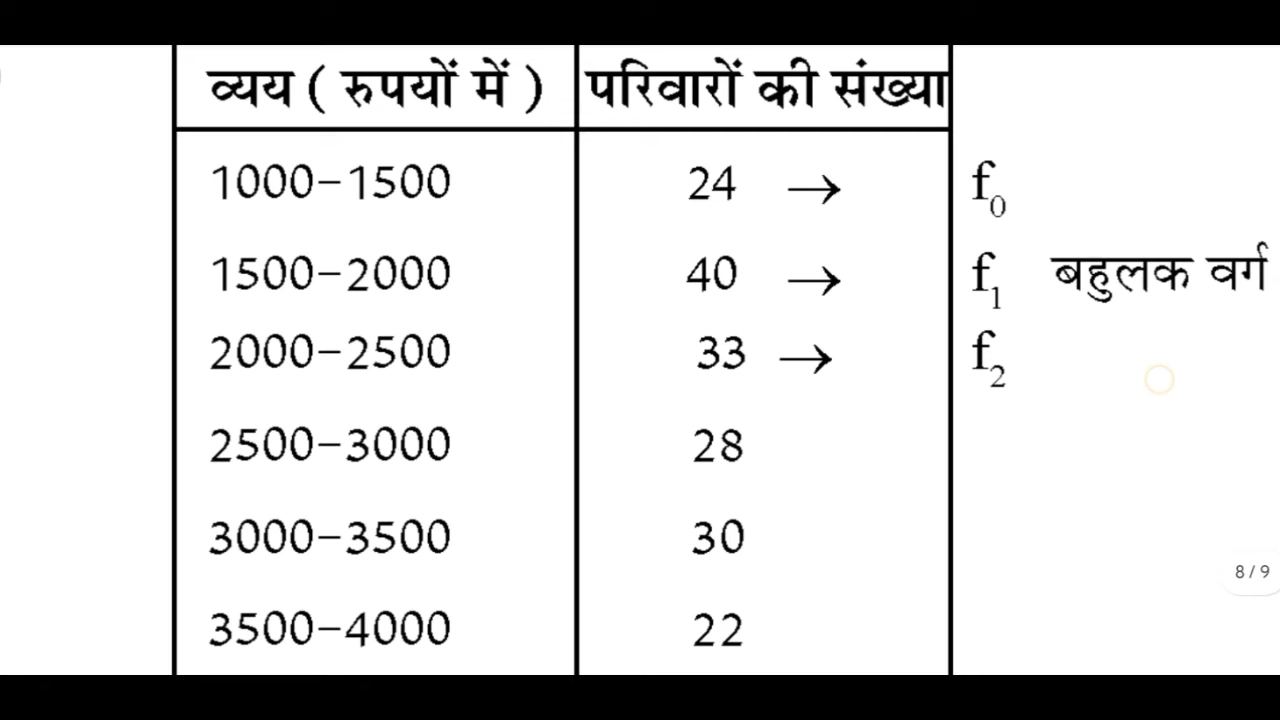 व्यय ( रुपयों में ) परिवारों की संख्या
1000-1500 24 → f₀
1500-2000 40 → f₁ बहुलक वर्ग
2000-2500 33 → f₂
2500-3000 28
3000-3500 30
8 / 9
3500-4000 22